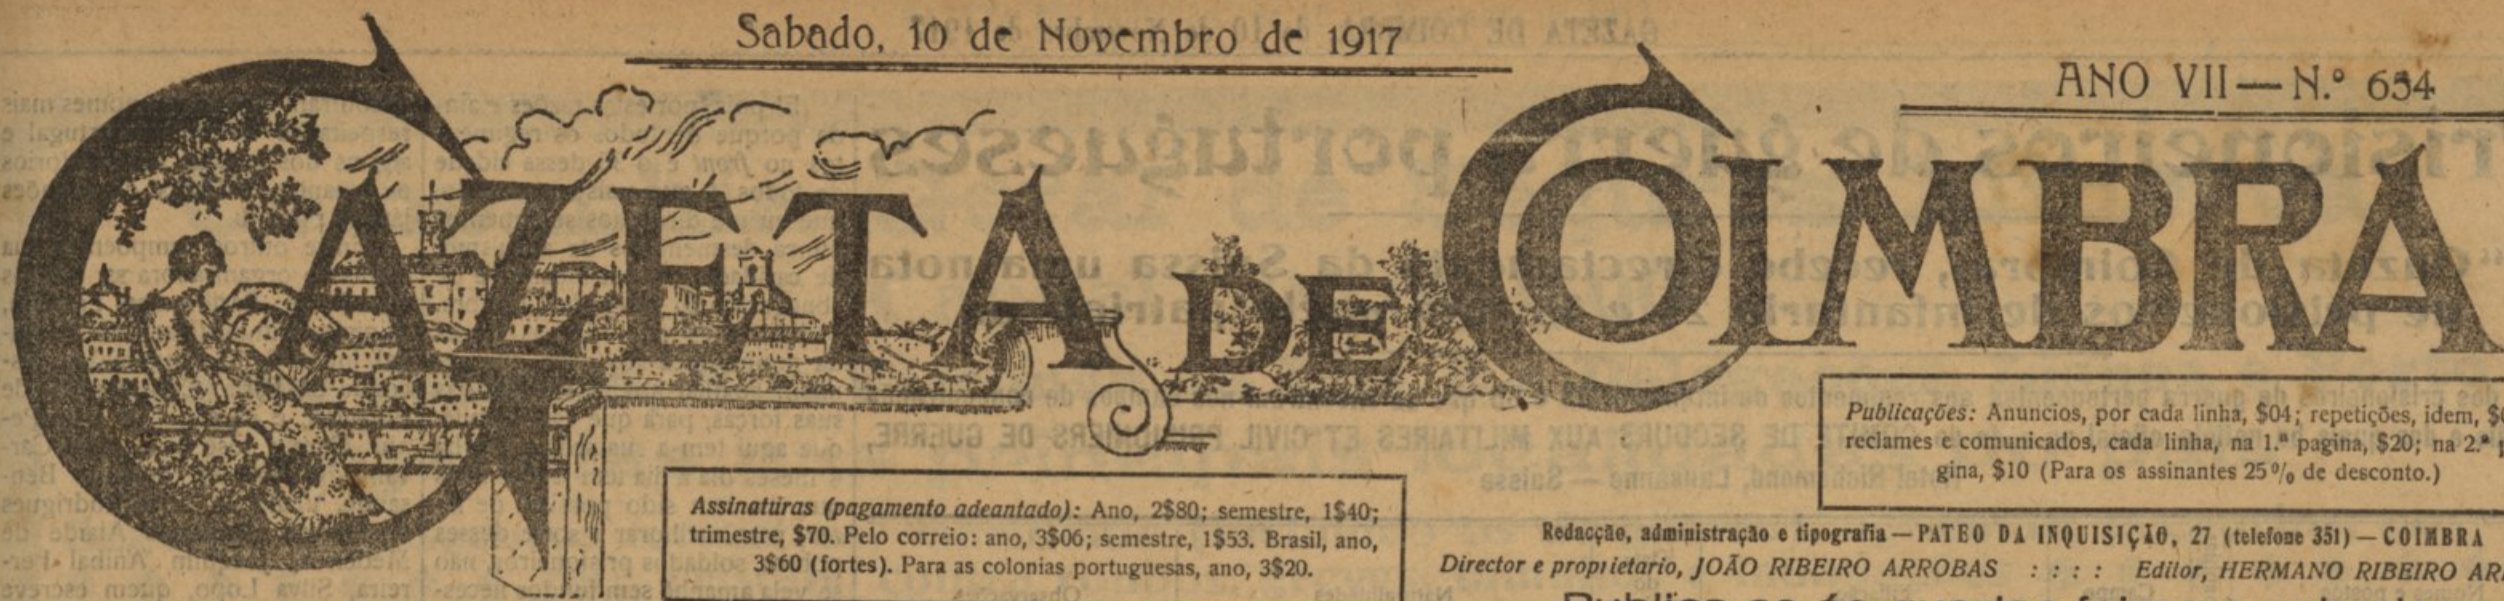 Sabado, 10 de Novembro de 1917
ANO VII — N.º 654
GAZETA DE COIMBRA
Publicações: Anuncios, por cada linha, $04; repetições, idem,
reclames e comunicados, cada linha, na 1.ª pagina, $20; na 2.ª
gina, $10 (Para os assinantes 25% de desconto.)
Assinaturas (pagamento adeantado): Ano, 2$80; semestre, 1$40;
trimestre, $70. Pelo correio: ano, 3$06; semestre, 1$53. Brasil, ano,
3$60 (fortes). Para as colonias portuguesas, ano, 3$20.
Redacção, administração e tipografia — PATEO DA INQUISIÇÃO, 27 (telefone 351) — COIMBRA
Director e proprietario, JOÃO RIBEIRO ARROBAS : : : : Editor, HERMANO RIBEIRO